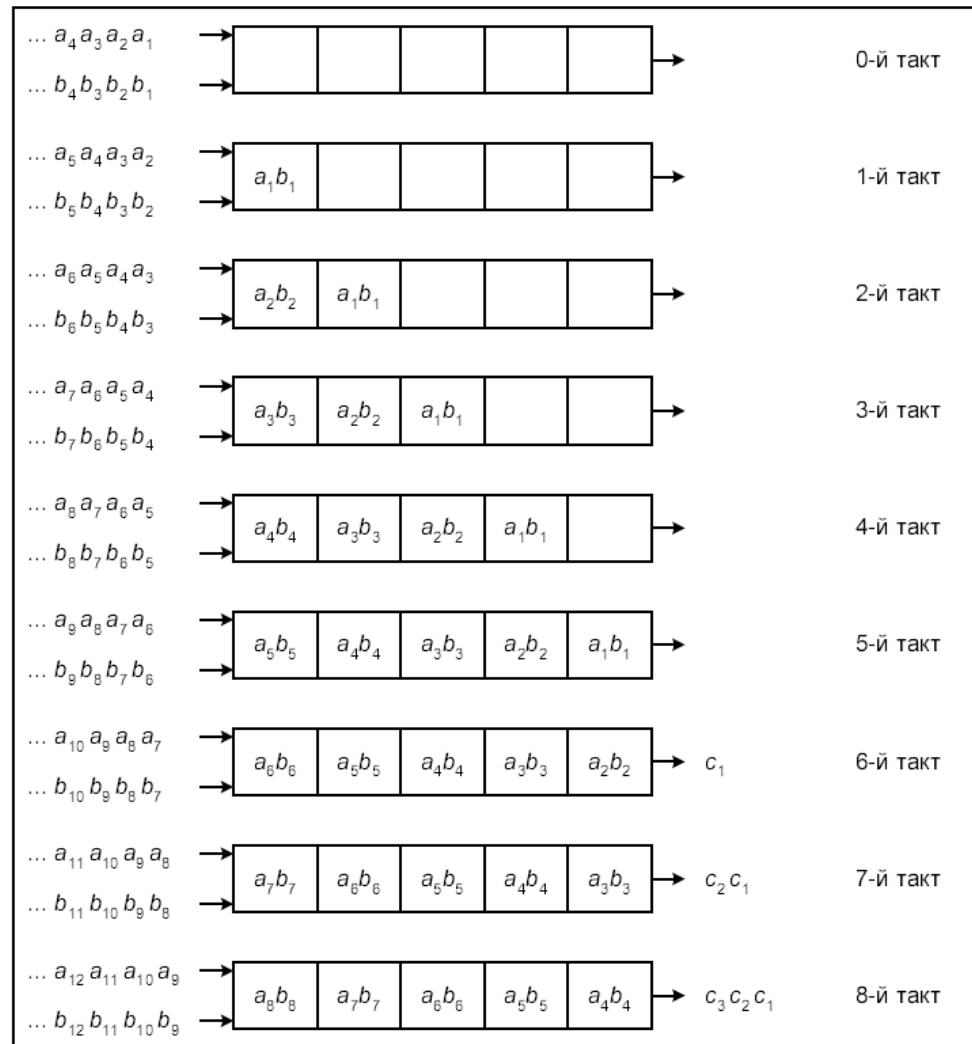 … a₄ a₃ a₂ a₁
0-й такт
… b₄ b₃ b₂ b₁
… a₅ a₄ a₃ a₂
a₁b₁ 1-й такт
… b₅ b₄ b₃ b₂
… a₆ a₅ a₄ a₃
a₂b₂ a₁b₁ 2-й такт
… b₆ b₅ b₄ b₃
… a₇ a₆ a₅ a₄
a₃b₃ a₂b₂ a₁b₁ 3-й такт
… b₇ b₆ b₅ b₄
… a₈ a₇ a₆ a₅
a₄b₄ a₃b₃ a₂b₂ a₁b₁ 4-й такт
… b₈ b₇ b₆ b₅
… a₉ a₈ a₇ a₆
a₅b₅ a₄b₄ a₃b₃ a₂b₂ a₁b₁ 5-й такт
… b₉ b₈ b₇ b₆
… a₁₀ a₉ a₈ a₇
a₆b₆ a₅b₅ a₄b₄ a₃b₃ a₂b₂ c₁ 6-й такт
… b₁₀ b₉ b₈ b₇
… a₁₁ a₁₀ a₉ a₈
a₇b₇ a₆b₆ a₅b₅ a₄b₄ a₃b₃ c₂ c₁ 7-й такт
… b₁₁ b₁₀ b₉ b₈
… a₁₂ a₁₁ a₁₀ a₉
a₈b₈ a₇b₇ a₆b₆ a₅b₅ a₄b₄ c₃ c₂ c₁ 8-й такт
… b₁₂ b₁₁ b₁₀ b₉